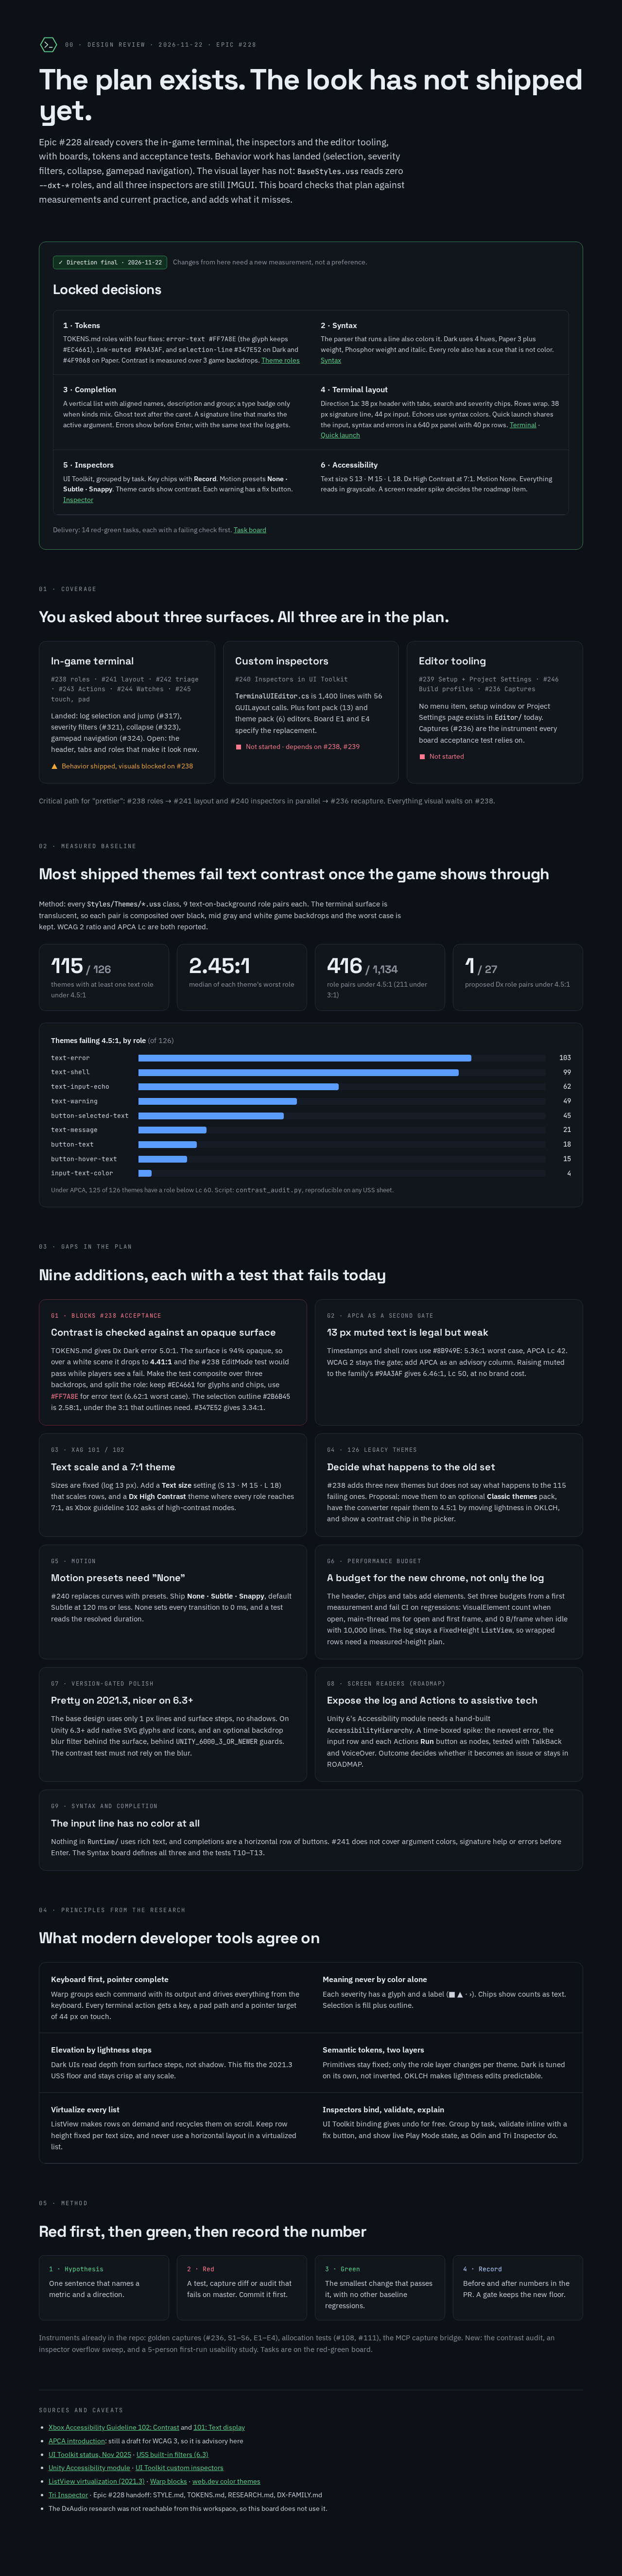 00 · DESIGN REVIEW · 2026-11-22 · EPIC #228
The plan exists. The look has not shipped
yet.
Epic #228 already covers the in-game terminal, the inspectors and the editor tooling,
with boards, tokens and acceptance tests. Behavior work has landed (selection, severity
filters, collapse, gamepad navigation). The visual layer has not: BaseStyles.uss reads zero
--dxt-* roles, and all three inspectors are still IMGUI. This board checks that plan against
measurements and current practice, and adds what it misses.
✓ Direction final · 2026-11-22
Changes from here need a new measurement, not a preference.
Locked decisions
1 · Tokens
TOKENS.md roles with four fixes: error-text #FF7A8E (the glyph keeps
#EC4661), ink-muted #9AA3AF, and selection-line #347E52 on Dark and
#4F9068 on Paper. Contrast is measured over 3 game backdrops. Theme roles
2 · Syntax
The parser that runs a line also colors it. Dark uses 4 hues, Paper 3 plus
weight, Phosphor weight and italic. Every role also has a cue that is not color.
Syntax
3 · Completion
A vertical list with aligned names, description and group; a type badge only
when kinds mix. Ghost text after the caret. A signature line that marks the
active argument. Errors show before Enter, with the same text the log gets.
4 · Terminal layout
Direction 1a: 38 px header with tabs, search and severity chips. Rows wrap. 38
px signature line, 44 px input. Echoes use syntax colors. Quick launch shares
the input, syntax and errors in a 640 px panel with 40 px rows. Terminal ·
Quick launch
5 · Inspectors
UI Toolkit, grouped by task. Key chips with Record. Motion presets None ·
Subtle · Snappy. Theme cards show contrast. Each warning has a fix button.
Inspector
6 · Accessibility
Text size S 13 · M 15 · L 18. Dx High Contrast at 7:1. Motion None. Everything
reads in grayscale. A screen reader spike decides the roadmap item.
Delivery: 14 red-green tasks, each with a failing check first. Task board
01 · COVERAGE
You asked about three surfaces. All three are in the plan.
In-game terminal
#238 roles · #241 layout · #242 triage
· #243 Actions · #244 Watches · #245
touch, pad
Landed: log selection and jump (#317),
severity filters (#321), collapse (#323),
gamepad navigation (#324). Open: the
header, tabs and roles that make it look new.
▲ Behavior shipped, visuals blocked on #238
Custom inspectors
#240 Inspectors in UI Toolkit
TerminalUIEditor.cs is 1,400 lines with 56
GUILayout calls. Plus font pack (13) and
theme pack (6) editors. Board E1 and E4
specify the replacement.
■ Not started · depends on #238, #239
Editor tooling
#239 Setup + Project Settings · #246
Build profiles · #236 Captures
No menu item, setup window or Project
Settings page exists in Editor/ today.
Captures (#236) are the instrument every
board acceptance test relies on.
■ Not started
Critical path for "prettier": #238 roles → #241 layout and #240 inspectors in parallel → #236 recapture. Everything visual waits on #238.
02 · MEASURED BASELINE
Most shipped themes fail text contrast once the game shows through
Method: every Styles/Themes/*.uss class, 9 text-on-background role pairs each. The terminal surface is
translucent, so each pair is composited over black, mid gray and white game backdrops and the worst case is
kept. WCAG 2 ratio and APCA Lc are both reported.
115 / 126
themes with at least one text role
under 4.5:1
2.45:1
median of each theme's worst role
416 / 1,134
role pairs under 4.5:1 (211 under
3:1)
1 / 27
proposed Dx role pairs under 4.5:1
Themes failing 4.5:1, by role (of 126)
text-error 103
text-shell 99
text-input-echo 62
text-warning 49
button-selected-text 45
text-message 21
button-text 18
button-hover-text 15
input-text-color 4
Under APCA, 125 of 126 themes have a role below Lc 60. Script: contrast_audit.py, reproducible on any USS sheet.
03 · GAPS IN THE PLAN
Nine additions, each with a test that fails today
G1 · BLOCKS #238 ACCEPTANCE
Contrast is checked against an opaque surface
TOKENS.md gives Dx Dark error 5.0:1. The surface is 94% opaque, so
over a white scene it drops to 4.41:1 and the #238 EditMode test would
pass while players see a fail. Make the test composite over three
backdrops, and split the role: keep #EC4661 for glyphs and chips, use
#FF7A8E for error text (6.62:1 worst case). The selection outline #2B6B45
is 2.58:1, under the 3:1 that outlines need. #347E52 gives 3.34:1.
G2 · APCA AS A SECOND GATE
13 px muted text is legal but weak
Timestamps and shell rows use #8B949E: 5.36:1 worst case, APCA Lc 42.
WCAG 2 stays the gate; add APCA as an advisory column. Raising muted
to the family's #9AA3AF gives 6.46:1, Lc 50, at no brand cost.
G3 · XAG 101 / 102
Text scale and a 7:1 theme
Sizes are fixed (log 13 px). Add a Text size setting (S 13 · M 15 · L 18)
that scales rows, and a Dx High Contrast theme where every role reaches
7:1, as Xbox guideline 102 asks of high-contrast modes.
G4 · 126 LEGACY THEMES
Decide what happens to the old set
#238 adds three new themes but does not say what happens to the 115
failing ones. Proposal: move them to an optional Classic themes pack,
have the converter repair them to 4.5:1 by moving lightness in OKLCH,
and show a contrast chip in the picker.
G5 · MOTION
Motion presets need "None"
#240 replaces curves with presets. Ship None · Subtle · Snappy, default
Subtle at 120 ms or less. None sets every transition to 0 ms, and a test
reads the resolved duration.
G6 · PERFORMANCE BUDGET
A budget for the new chrome, not only the log
The header, chips and tabs add elements. Set three budgets from a first
measurement and fail CI on regressions: VisualElement count when
open, main-thread ms for open and first frame, and 0 B/frame when idle
with 10,000 lines. The log stays a FixedHeight ListView, so wrapped
rows need a measured-height plan.
G7 · VERSION-GATED POLISH
Pretty on 2021.3, nicer on 6.3+
The base design uses only 1 px lines and surface steps, no shadows. On
Unity 6.3+ add native SVG glyphs and icons, and an optional backdrop
blur filter behind the surface, behind UNITY_6000_3_OR_NEWER guards.
The contrast test must not rely on the blur.
G8 · SCREEN READERS (ROADMAP)
Expose the log and Actions to assistive tech
Unity 6's Accessibility module needs a hand-built
AccessibilityHierarchy. A time-boxed spike: the newest error, the
input row and each Actions Run button as nodes, tested with TalkBack
and VoiceOver. Outcome decides whether it becomes an issue or stays in
ROADMAP.
G9 · SYNTAX AND COMPLETION
The input line has no color at all
Nothing in Runtime/ uses rich text, and completions are a horizontal row of buttons. #241 does not cover argument colors, signature help or errors before
Enter. The Syntax board defines all three and the tests T10–T13.
04 · PRINCIPLES FROM THE RESEARCH
What modern developer tools agree on
Keyboard first, pointer complete
Warp groups each command with its output and drives everything from the
keyboard. Every terminal action gets a key, a pad path and a pointer target
of 44 px on touch.
Meaning never by color alone
Each severity has a glyph and a label (■ ▲ · ›). Chips show counts as text.
Selection is fill plus outline.
Elevation by lightness steps
Dark UIs read depth from surface steps, not shadow. This fits the 2021.3
USS floor and stays crisp at any scale.
Semantic tokens, two layers
Primitives stay fixed; only the role layer changes per theme. Dark is tuned
on its own, not inverted. OKLCH makes lightness edits predictable.
Virtualize every list
ListView makes rows on demand and recycles them on scroll. Keep row
height fixed per text size, and never use a horizontal layout in a virtualized
list.
Inspectors bind, validate, explain
UI Toolkit binding gives undo for free. Group by task, validate inline with a
fix button, and show live Play Mode state, as Odin and Tri Inspector do.
05 · METHOD
Red first, then green, then record the number
1 · Hypothesis
One sentence that names a
metric and a direction.
2 · Red
A test, capture diff or audit that
fails on master. Commit it first.
3 · Green
The smallest change that passes
it, with no other baseline
regressions.
4 · Record
Before and after numbers in the
PR. A gate keeps the new floor.
Instruments already in the repo: golden captures (#236, S1–S6, E1–E4), allocation tests (#108, #111), the MCP capture bridge. New: the contrast audit, an
inspector overflow sweep, and a 5-person first-run usability study. Tasks are on the red-green board.
SOURCES AND CAVEATS
• Xbox Accessibility Guideline 102: Contrast and 101: Text display
• APCA introduction: still a draft for WCAG 3, so it is advisory here
• UI Toolkit status, Nov 2025 · USS built-in filters (6.3)
• Unity Accessibility module · UI Toolkit custom inspectors
• ListView virtualization (2021.3) · Warp blocks · web.dev color themes
• Tri Inspector · Epic #228 handoff: STYLE.md, TOKENS.md, RESEARCH.md, DX-FAMILY.md
• The DxAudio research was not reachable from this workspace, so this board does not use it.